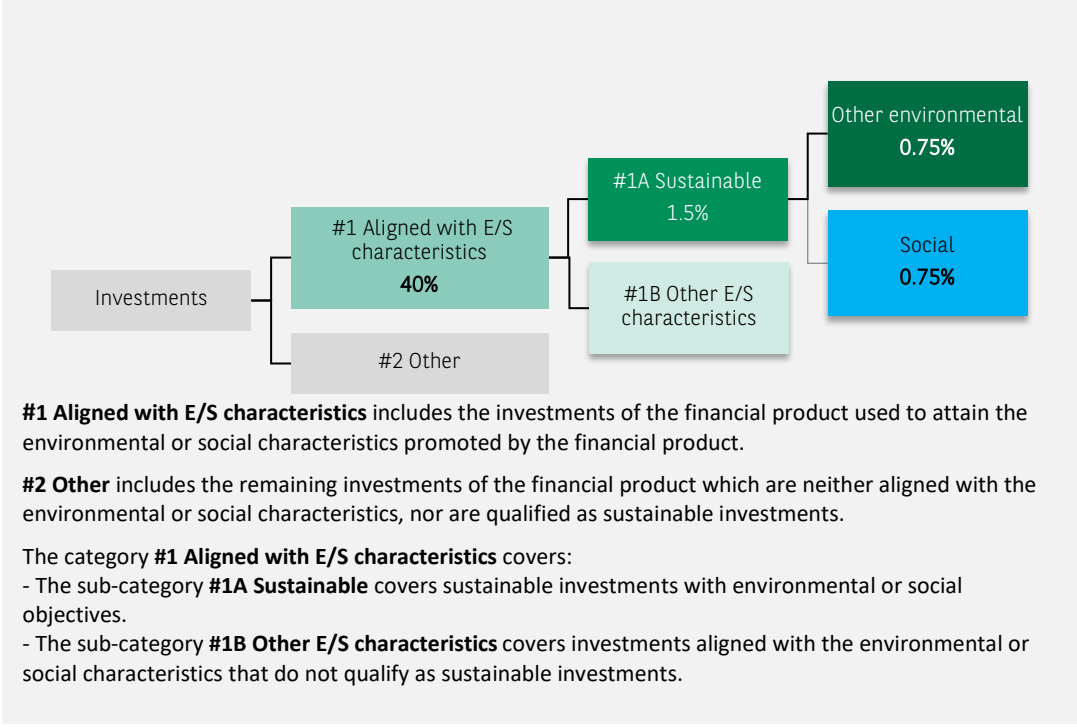 Other environmental
0.75%
#1A Sustainable
1.5%
#1 Aligned with E/S
characteristics
40%
Social
0.75%
Investments
#1B Other E/S
characteristics
#2 Other
#1 Aligned with E/S characteristics includes the investments of the financial product used to attain the
environmental or social characteristics promoted by the financial product.
#2 Other includes the remaining investments of the financial product which are neither aligned with the
environmental or social characteristics, nor are qualified as sustainable investments.
The category #1 Aligned with E/S characteristics covers:
- The sub-category #1A Sustainable covers sustainable investments with environmental or social
objectives.
- The sub-category #1B Other E/S characteristics covers investments aligned with the environmental or
social characteristics that do not qualify as sustainable investments.